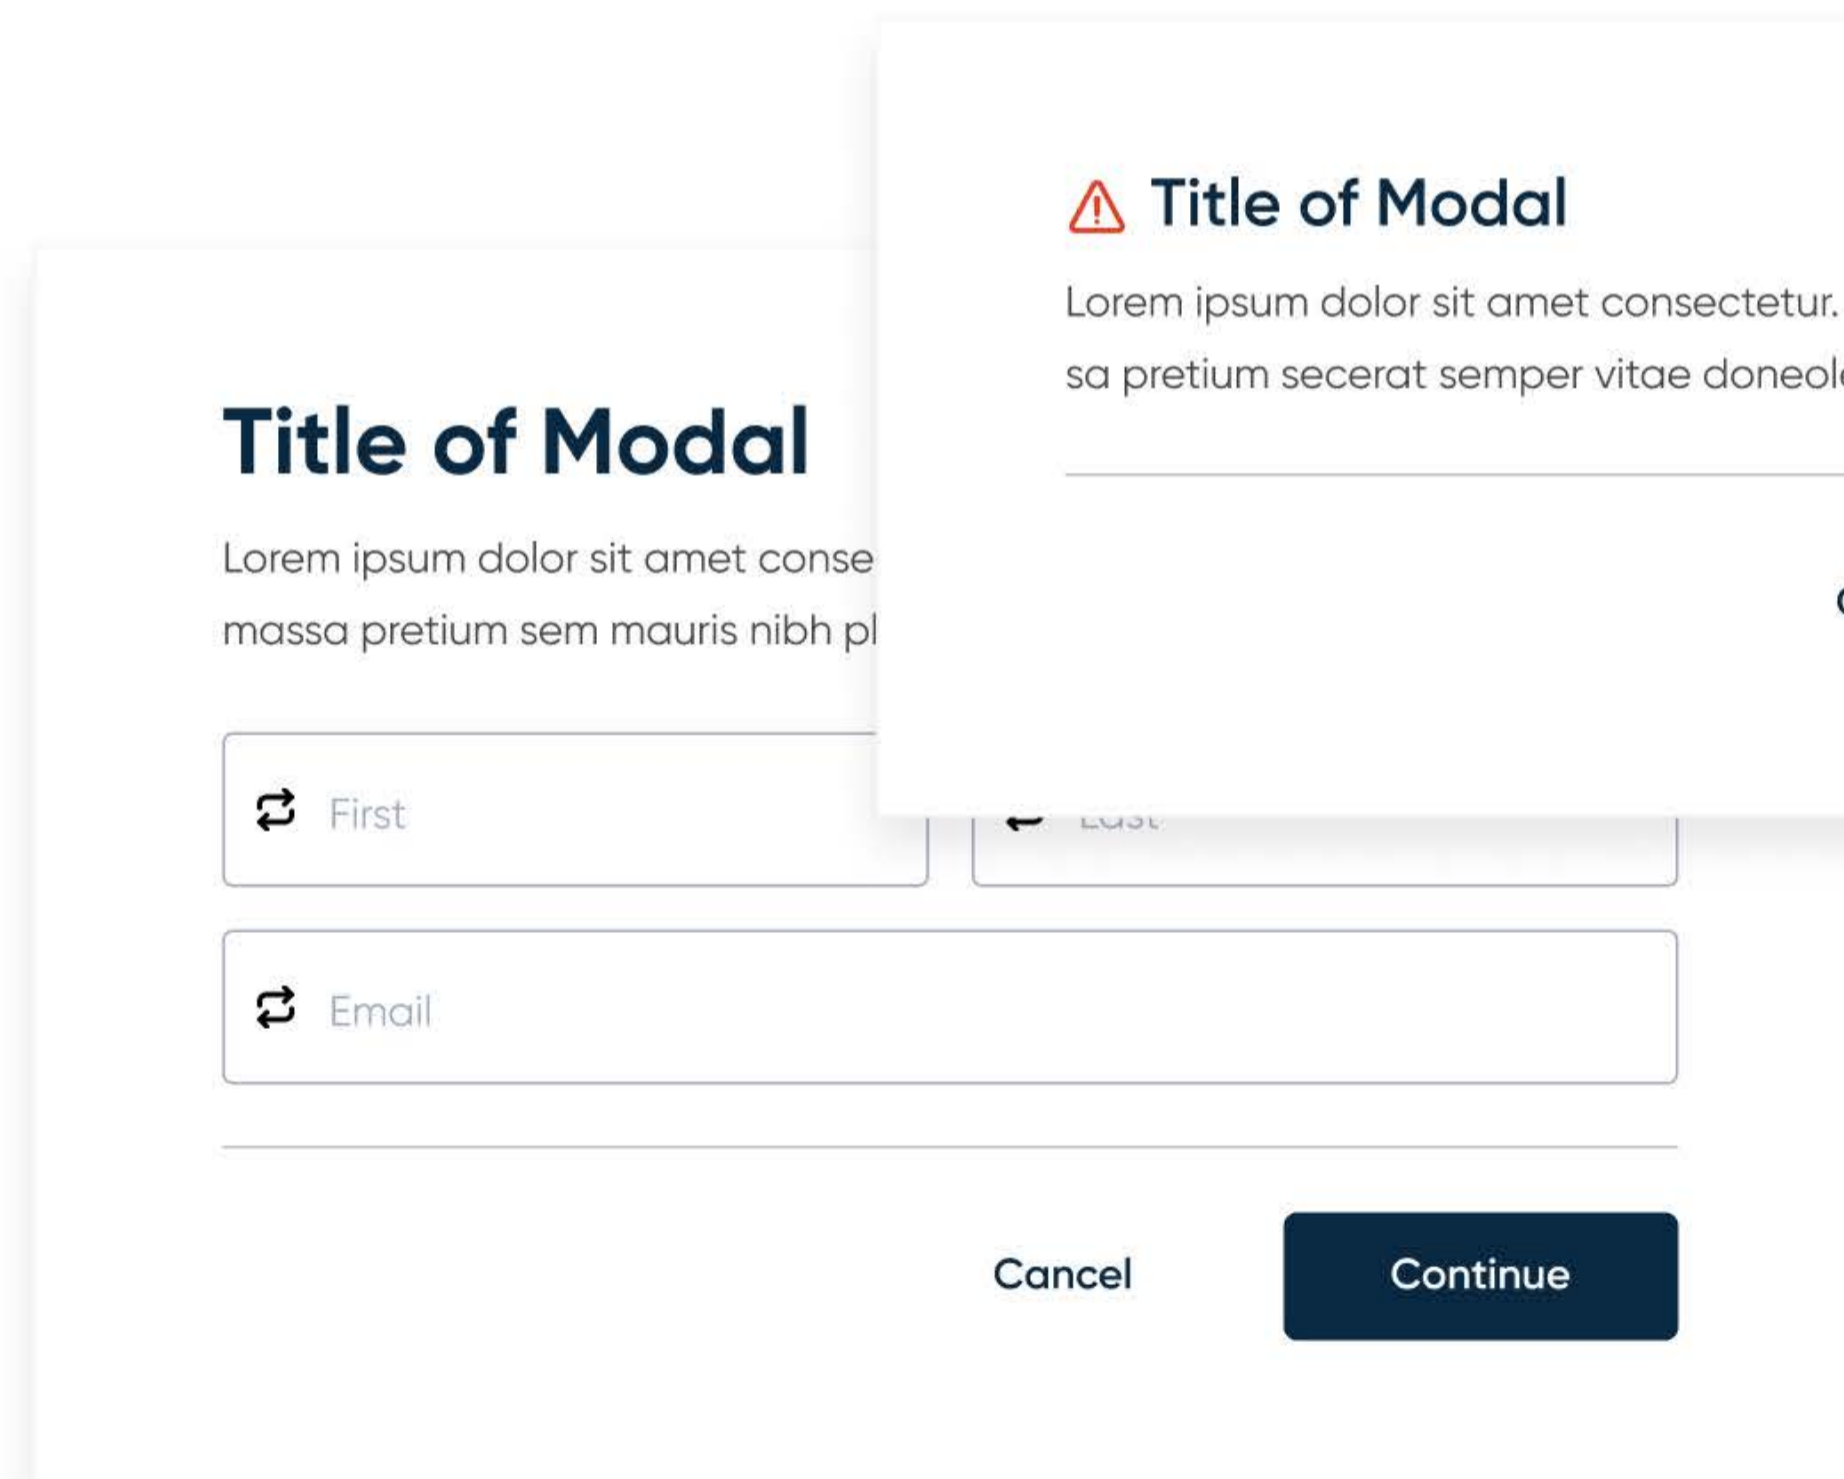 Title of Modal
Lorem ipsum dolor sit amet consectetur.
sa pretium secerat semper vitae
Title of Modal
Lorem ipsum dolor sit amet conse
massa pretium sem mauris nibh pl
First
Last
Email
Cancel
Continue